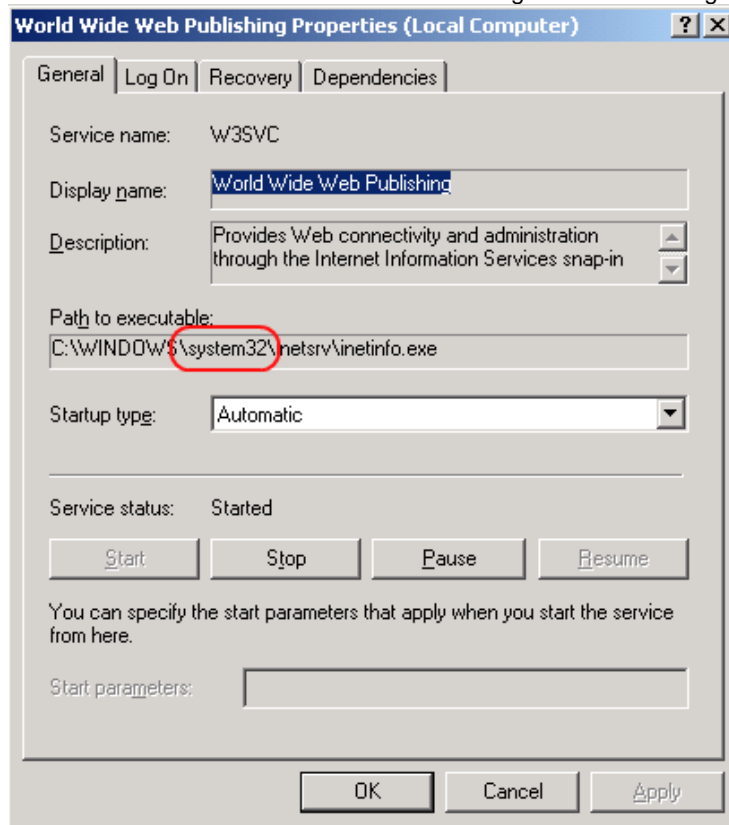 World Wide Web Publishing Properties (Local Computer) ? X
General Log On Recovery Dependencies
Service name: W3SVC
Display name: World Wide Web Publishing
Description: Provides Web connectivity and administration
through the Internet Information Services snap-in
Path to executable:
C:\WINDOWS\system32\inetsrv\inetinfo.exe
Startup type: Automatic
Service status: Started
Start Stop Pause Resume
You can specify the start parameters that apply when you start the service
from here.
Start parameters:
OK Cancel Apply